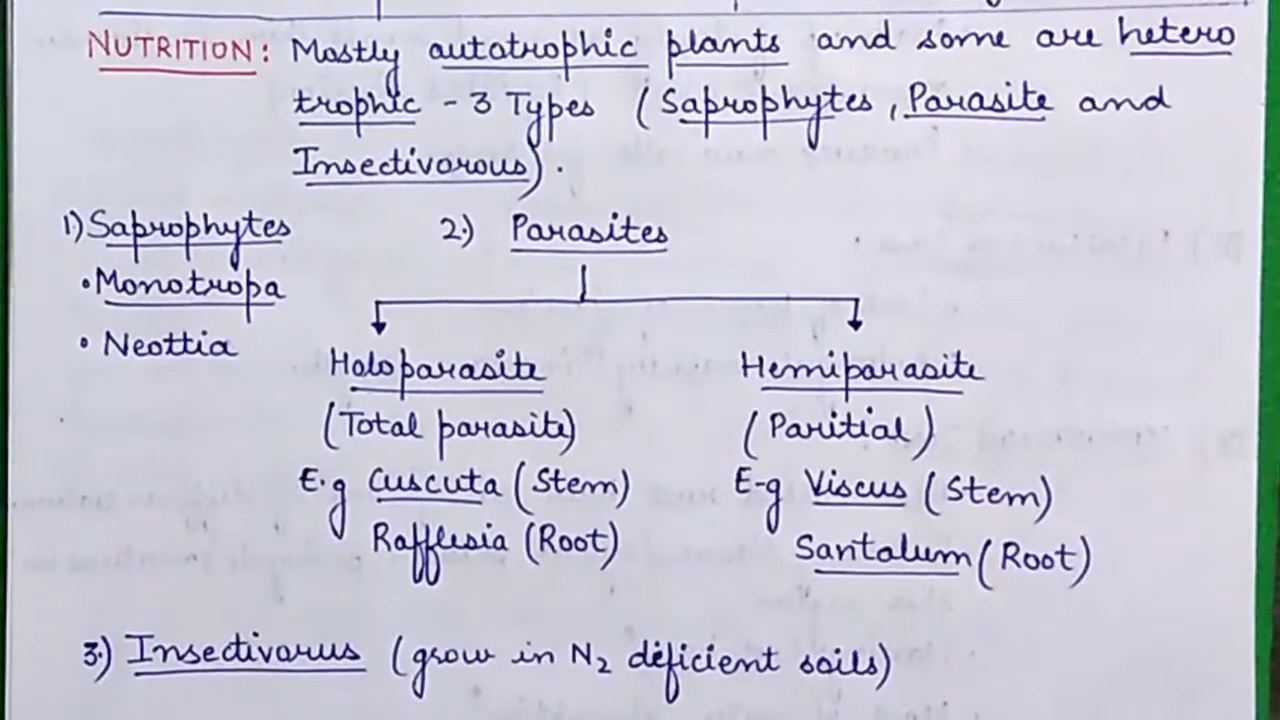 NUTRITION: Mostly autotrophic plants and some are hetero
trophic - 3 Types (Saprophytes, Parasite and
Insectivorous).
1) Saprophytes
• Monotropa
• Neottia
2.) Parasites
Holoparasite
(Total parasite)
E.g Cuscuta (Stem)
Rafflesia (Root)
Hemiparasite
(Paritial)
E-g Viscus (Stem)
Santalum (Root)
3.) Insectivorus (grow in N2 deficient soils)